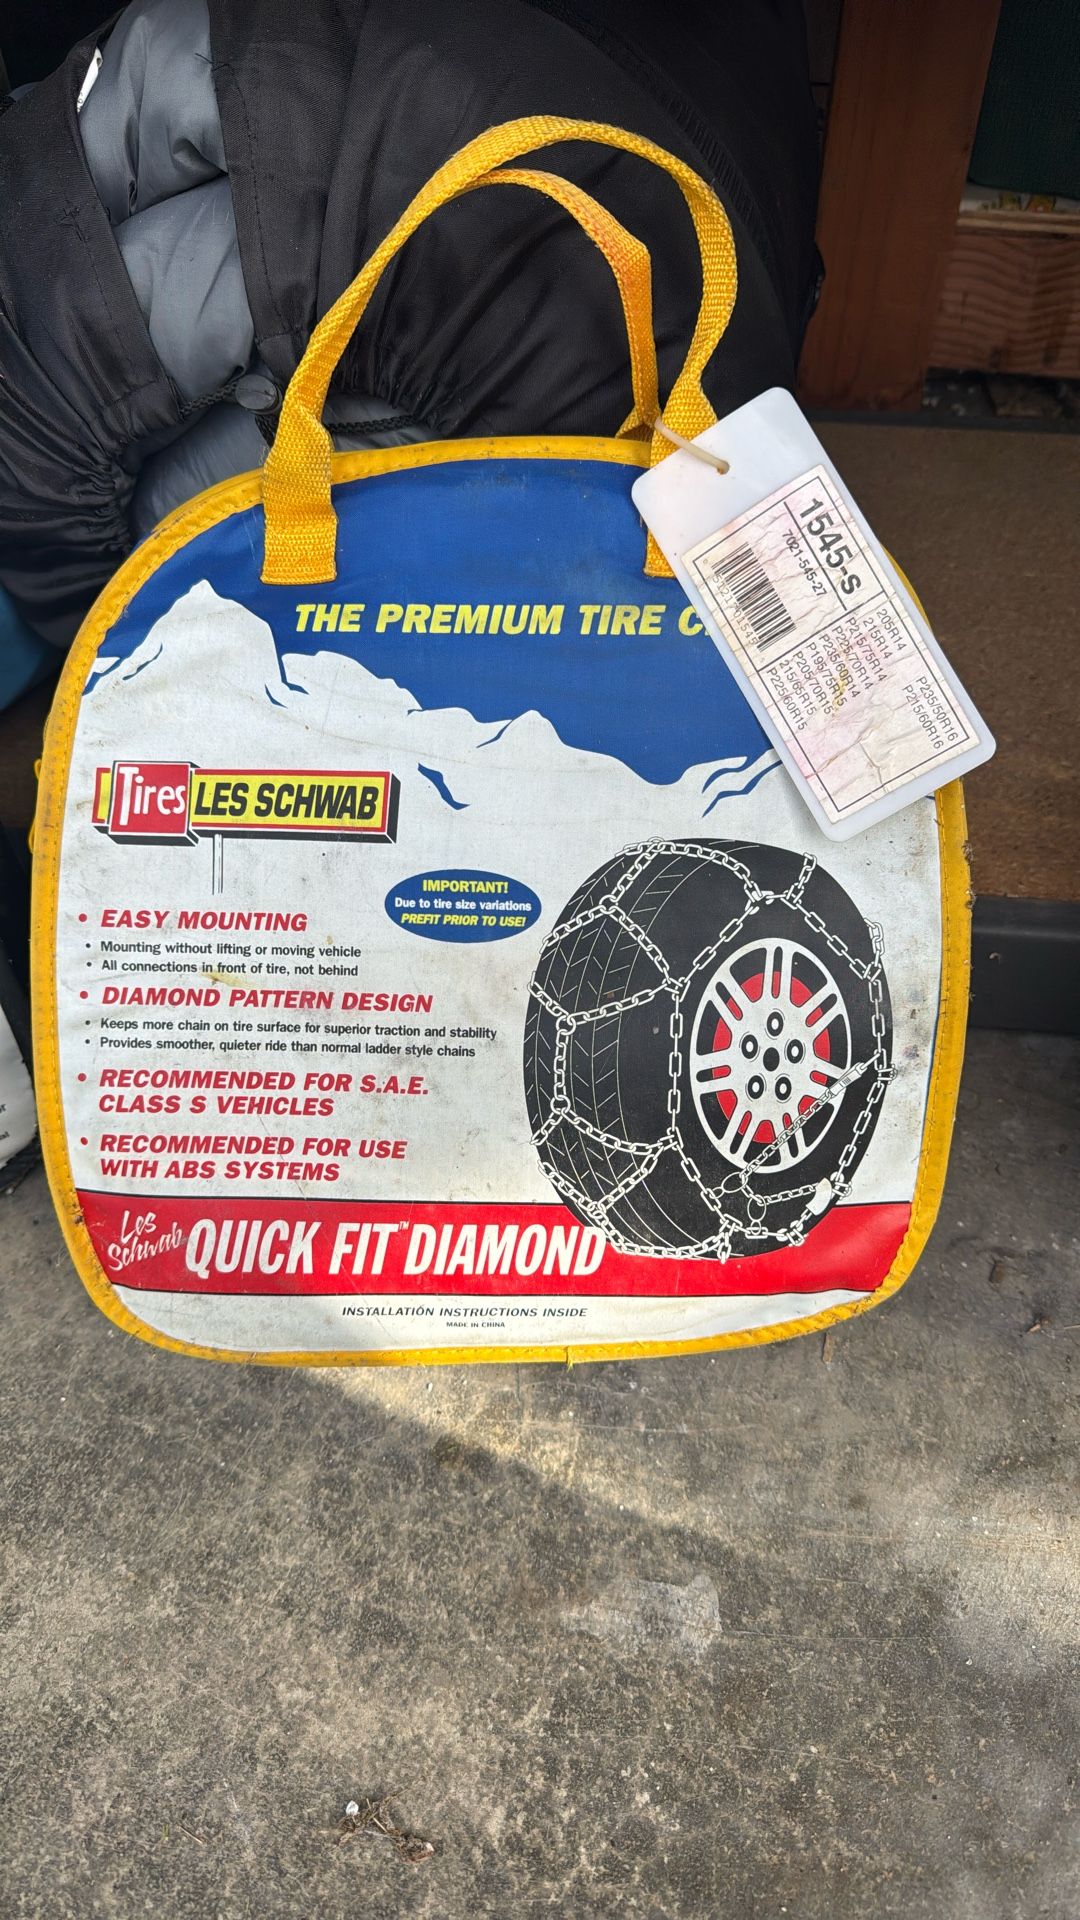 THE PREMIUM TIRE
1545-S
7021-545-27
205R14
215R14
P215/75R14
P225/70R14
P235/60R14
P195/75R15
P205/70R15
215/65R15
P225/60R15
P235/50R16
P215/60R16
Tires LES SCHWAB
IMPORTANT!
Due to tire size variations
PREFIT PRIOR TO USE!
• EASY MOUNTING
• Mounting without lifting or moving vehicle
• All connections in front of tire, not behind
• DIAMOND PATTERN DESIGN
• Keeps more chain on tire surface for superior traction and stability
• Provides smoother, quieter ride than normal ladder style chains
• RECOMMENDED FOR S.A.E.
CLASS S VEHICLES
• RECOMMENDED FOR USE
WITH ABS SYSTEMS
Les Schwab QUICK FIT™ DIAMOND
INSTALLATION INSTRUCTIONS INSIDE
MADE IN CHINA